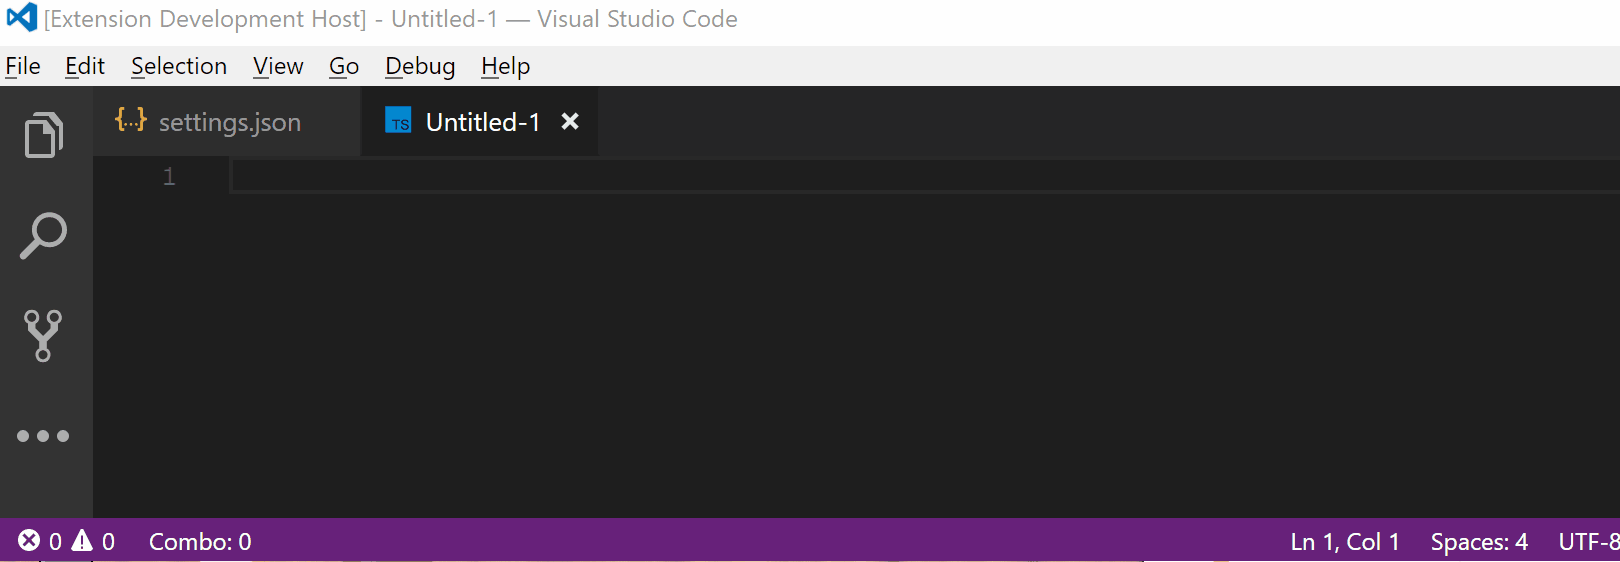 [Extension Development Host] - Untitled-1 — Visual Studio Code
File Edit Selection View Go Debug Help
{...} settings.json TS Untitled-1
1
0 0 Combo: 0 Ln 1, Col 1 Spaces: 4 UTF-8